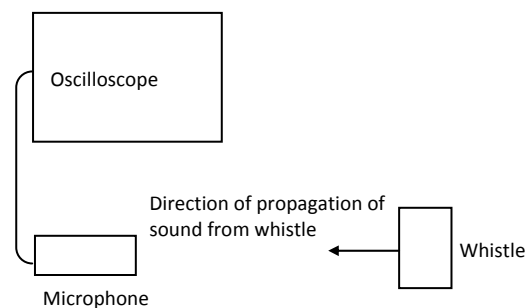 Oscilloscope
Direction of propagation of
sound from whistle
Whistle
Microphone